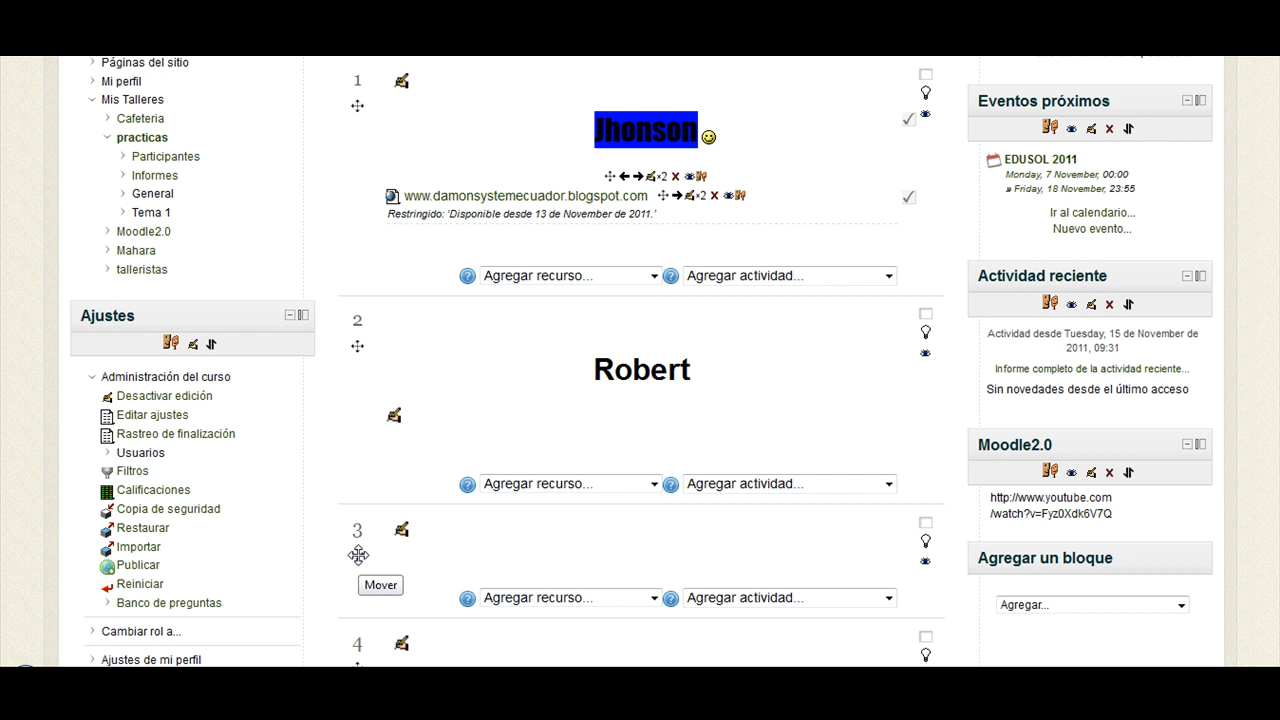 Páginas del sitio
Mi perfil
Mis Talleres
Cafeteria
practicas
Participantes
Informes
General
Tema 1
Moodle2.0
Mahara
talleristas
Ajustes
Administración del curso
Desactivar edición
Editar ajustes
Rastreo de finalización
Usuarios
Filtros
Calificaciones
Copia de seguridad
Restaurar
Importar
Publicar
Reiniciar
Banco de preguntas
Cambiar rol a...
Ajustes de mi perfil
1
Jhonson
×2
www.damonsystemecuador.blogspot.com ×2
Restringido: 'Disponible desde 13 de November de 2011.'
Agregar recurso... Agregar actividad...
2
Robert
Agregar recurso... Agregar actividad...
3
Mover
Agregar recurso... Agregar actividad...
4
Eventos próximos
EDUSOL 2011
Monday, 7 November, 00:00
» Friday, 18 November, 23:55
Ir al calendario...
Nuevo evento...
Actividad reciente
Actividad desde Tuesday, 15 de November de
2011, 09:31
Informe completo de la actividad reciente...
Sin novedades desde el último acceso
Moodle2.0
http://www.youtube.com
/watch?v=Fyz0Xdk6V7Q
Agregar un bloque
Agregar...